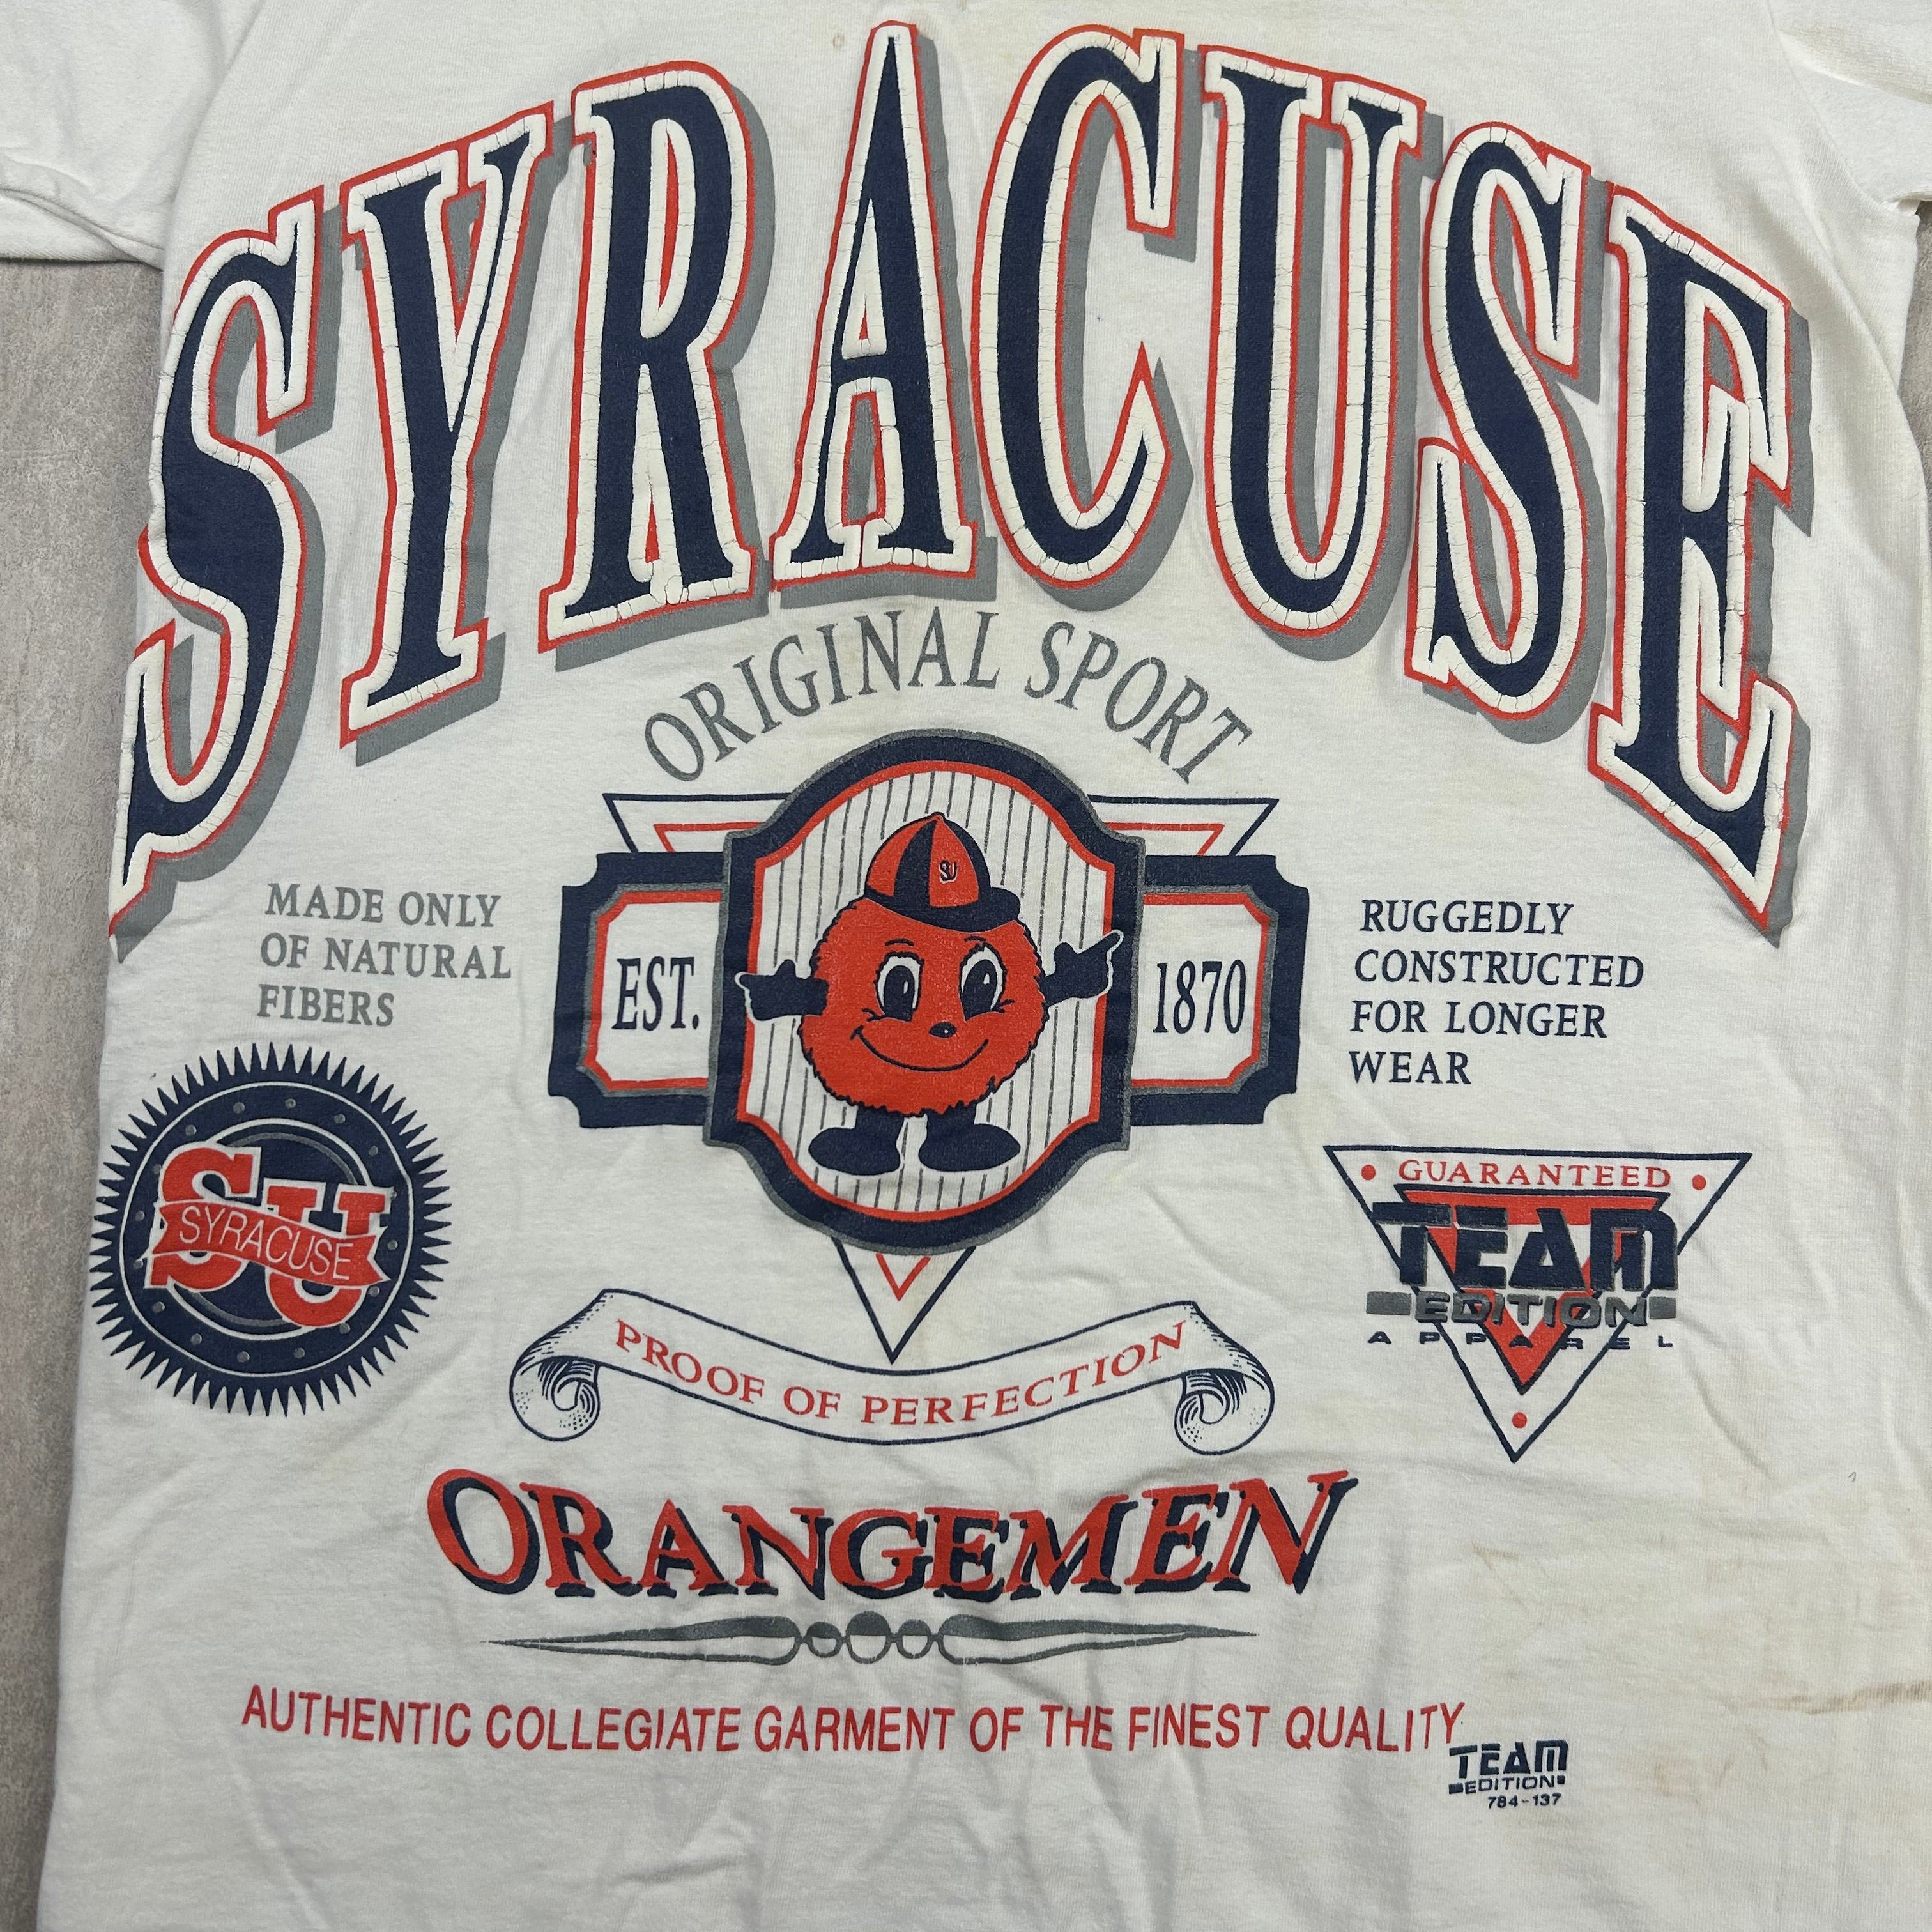 SYRACUSE
ORIGINAL SPORT
MADE ONLY
OF NATURAL
FIBERS
SU
EST.
1870
RUGGEDLY
CONSTRUCTED
FOR LONGER
WEAR
SU
SYRACUSE
GUARANTEED
TEAM
EDITION
APPAREL
PROOF OF PERFECTION
ORANGEMEN
AUTHENTIC COLLEGIATE GARMENT OF THE FINEST QUALITY.
TEAM
EDITION
784-137